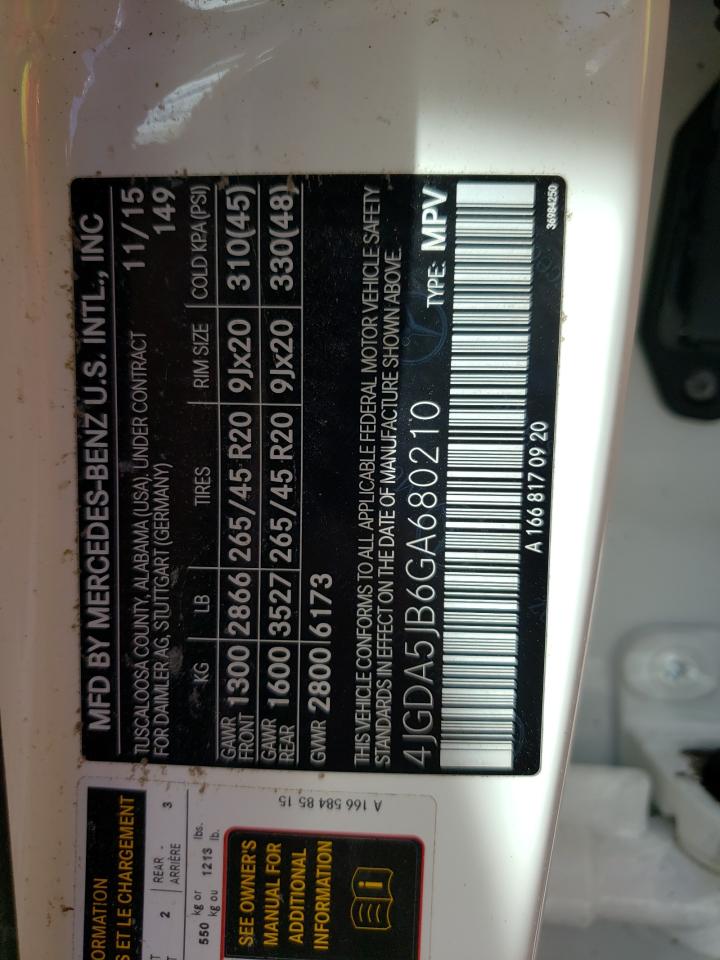 MFD BY MERCEDES-BENZ U.S. INTL., INC
TUSCALOOSA COUNTY, ALABAMA (USA), UNDER CONTRACT 11/15
FOR DAIMLER AG, STUTTGART (GERMANY) 149
KG LB TIRES RIM SIZE COLD KPA (PSI)
GAWR FRONT 1300 2866 265/45 R20 9Jx20 310(45)
GAWR REAR 1600 3527 265/45 R20 9Jx20 330(48)
GVWR 2800 6173
THIS VEHICLE CONFORMS TO ALL APPLICABLE FEDERAL MOTOR VEHICLE SAFETY
STANDARDS IN EFFECT ON THE DATE OF MANUFACTURE SHOWN ABOVE.
4JGDA5JB6GA680210 TYPE: MPV
A 166 817 09 20
36984250
A 166 584 85 15
ORMATION
S ET LE CHARGEMENT
2 REAR - ARRIÈRE 3
550 kg or kg ou 1213 lbs. lb.
SEE OWNER'S
MANUAL FOR
ADDITIONAL
INFORMATION